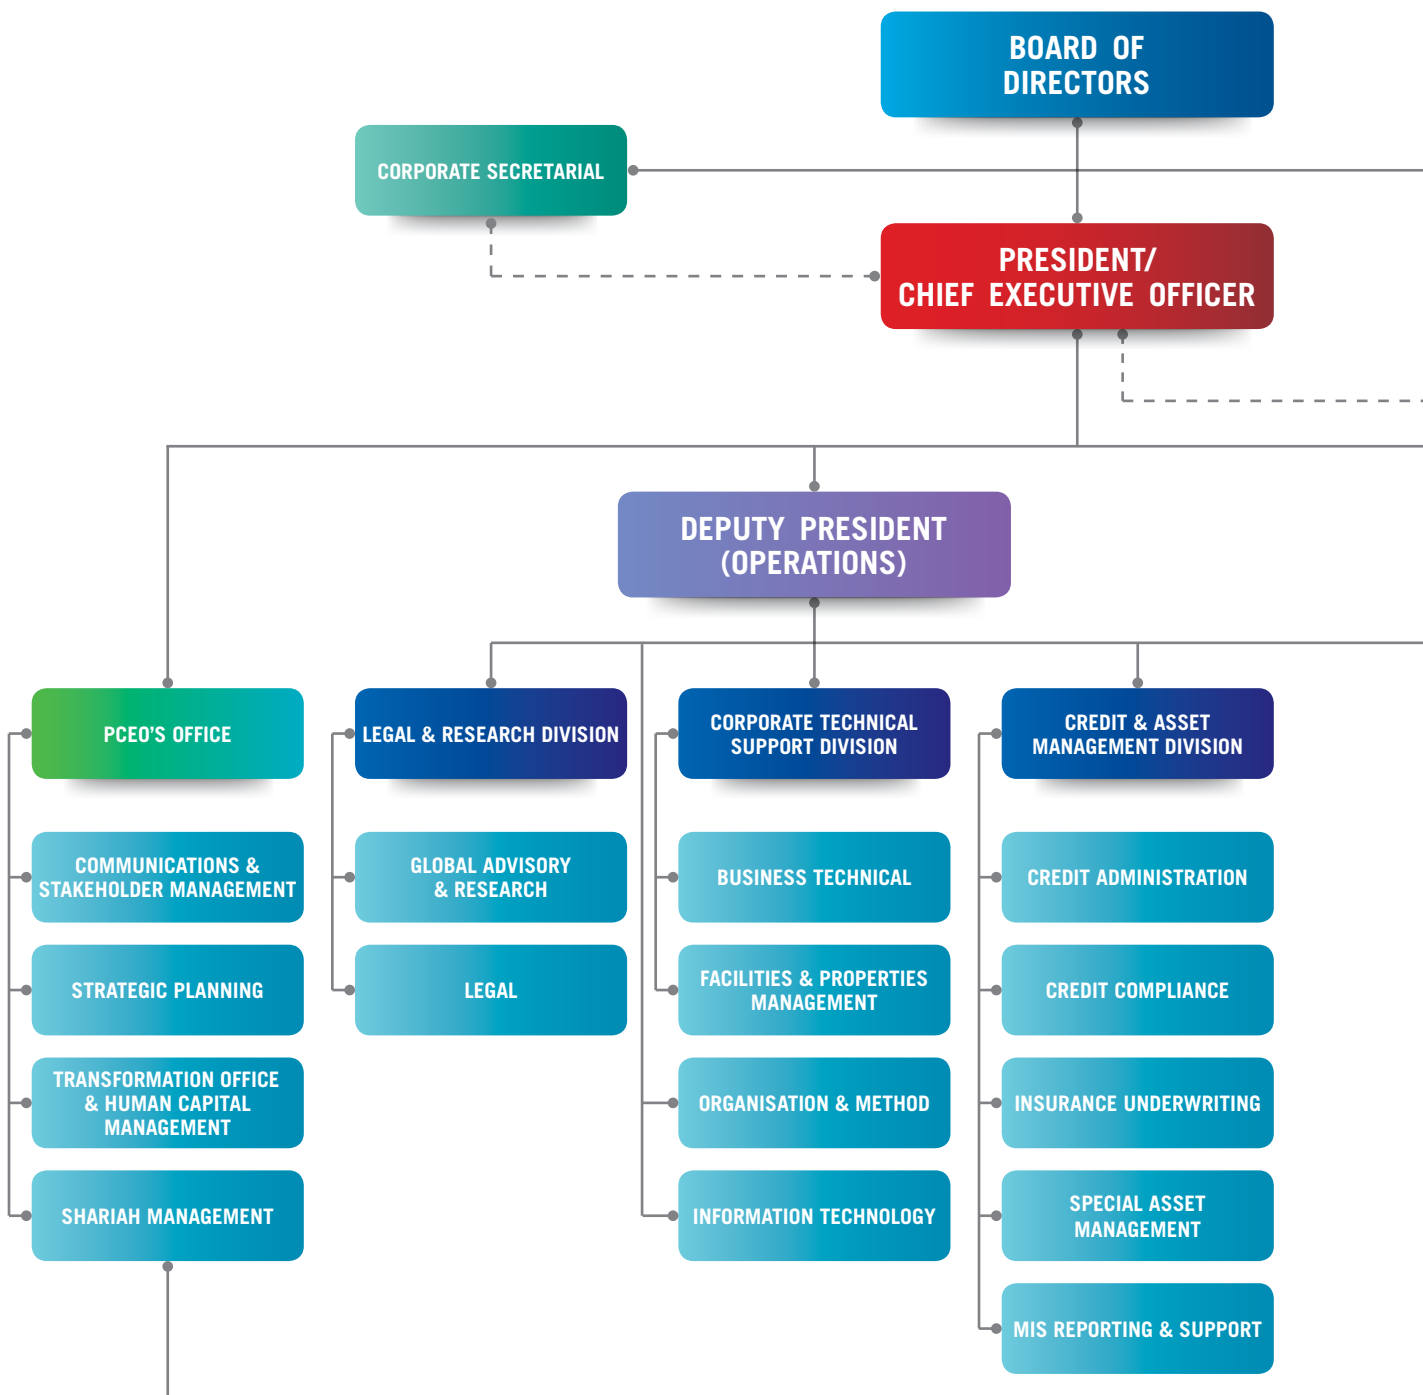 BOARD OF
DIRECTORS
CORPORATE SECRETARIAL
PRESIDENT/
CHIEF EXECUTIVE OFFICER
DEPUTY PRESIDENT
(OPERATIONS)
PCEO'S OFFICE
COMMUNICATIONS &
STAKEHOLDER MANAGEMENT
STRATEGIC PLANNING
TRANSFORMATION OFFICE
& HUMAN CAPITAL
MANAGEMENT
SHARIAH MANAGEMENT
LEGAL & RESEARCH DIVISION
GLOBAL ADVISORY
& RESEARCH
LEGAL
CORPORATE TECHNICAL
SUPPORT DIVISION
BUSINESS TECHNICAL
FACILITIES & PROPERTIES
MANAGEMENT
ORGANISATION & METHOD
INFORMATION TECHNOLOGY
CREDIT & ASSET
MANAGEMENT DIVISION
CREDIT ADMINISTRATION
CREDIT COMPLIANCE
INSURANCE UNDERWRITING
SPECIAL ASSET
MANAGEMENT
MIS REPORTING & SUPPORT